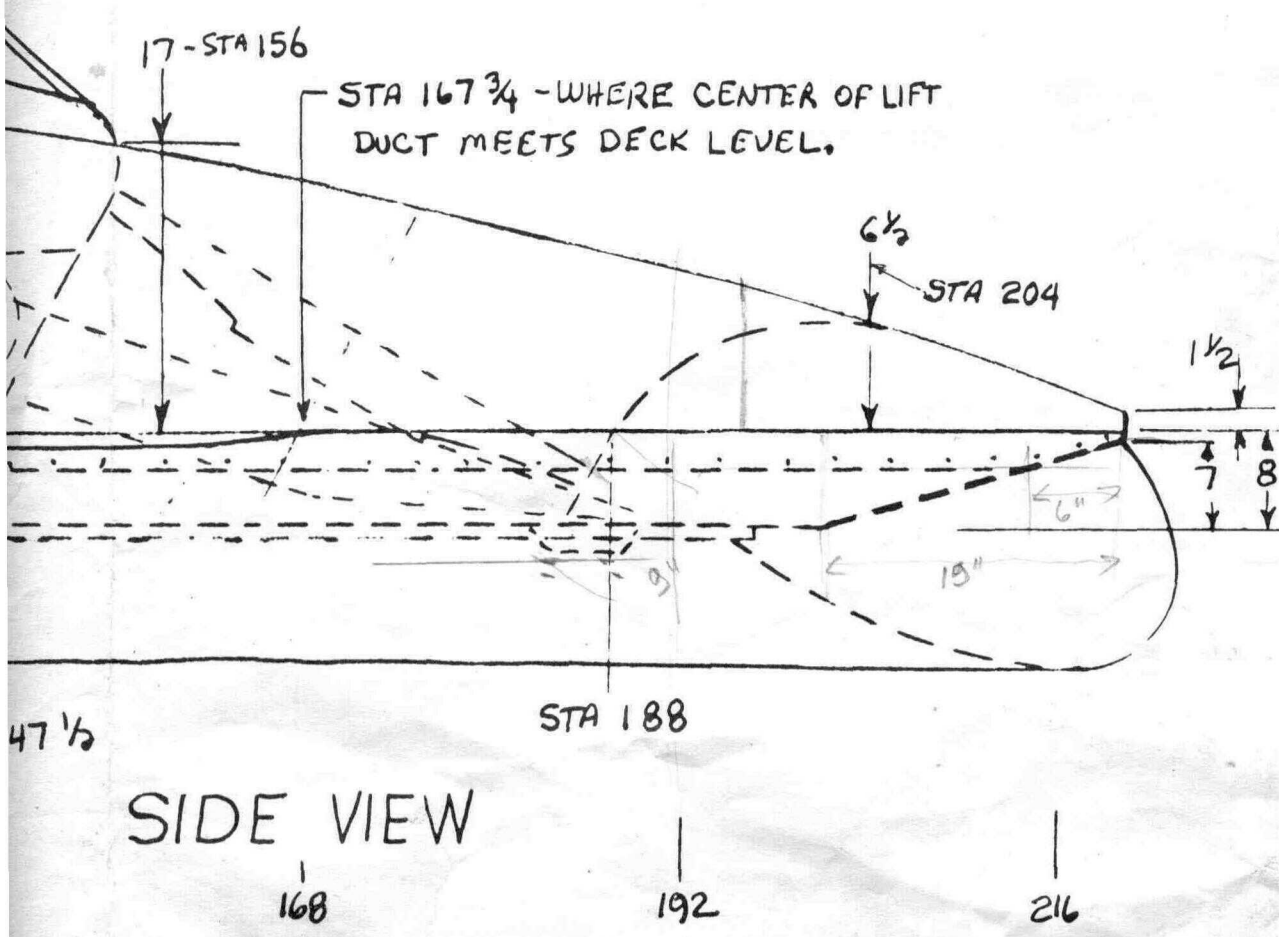 17-STA 156
STA 167 3/4 -WHERE CENTER OF LIFT
DUCT MEETS DECK LEVEL.
6 1/2
STA 204
1 1/2
7
8
6"
9"
19"
STA 188
47 1/2
SIDE VIEW
168
192
216